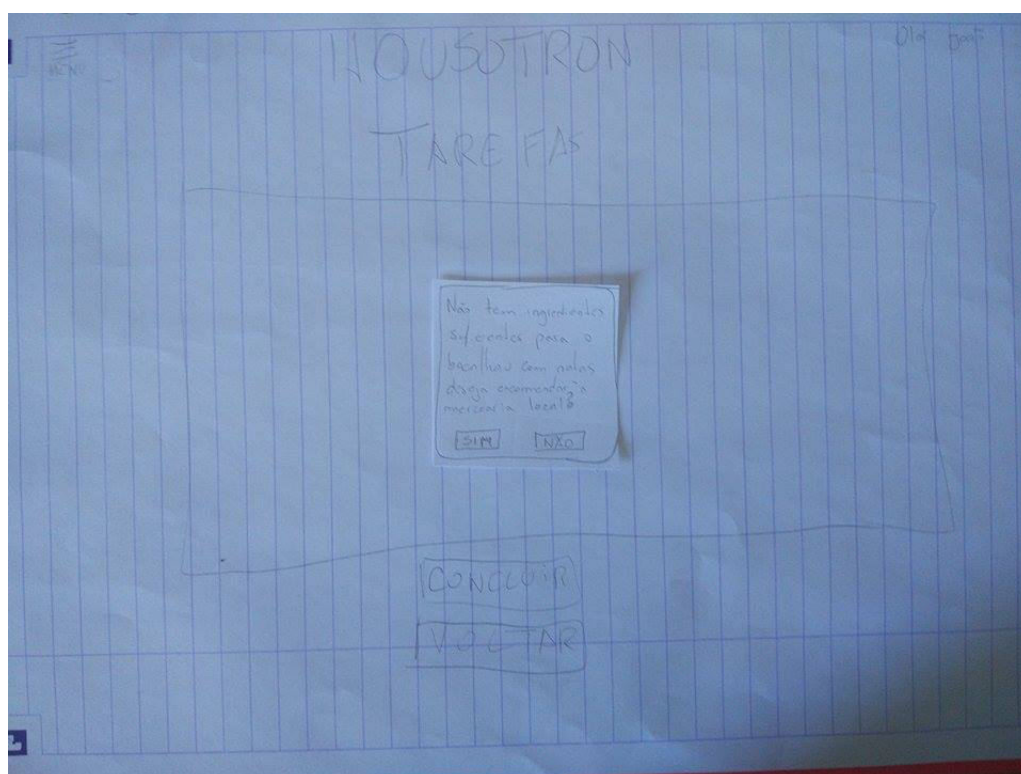 MENU
HOUSOTRON
Olá João
TAREFAS
Não tem ingredientes
suficientes para o
bacalhau com natas
deseja encomendar à
mercearia local?
SIM NÃO
CONCLUIR
VOLTAR